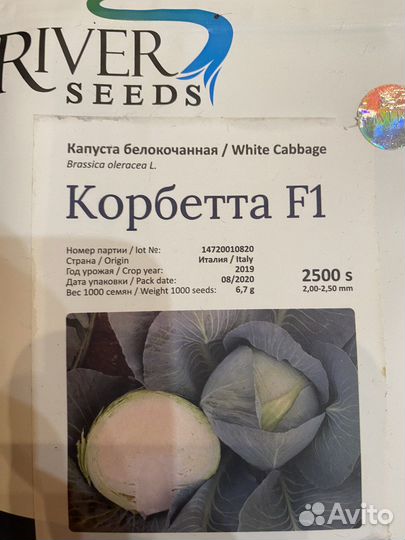 RIVER
SEEDS
Капуста белокочанная / White Cabbage
Brassica oleracea L.
Корбетта F1
Номер партии / lot №: 14720010820
Страна / Origin Италия / Italy
Год урожая / Crop year: 2019
Дата упаковки / Pack date: 08/2020
Вес 1000 семян / Weight 1000 seeds: 6,7 g
2500 s
2,00-2,50 mm
Avito